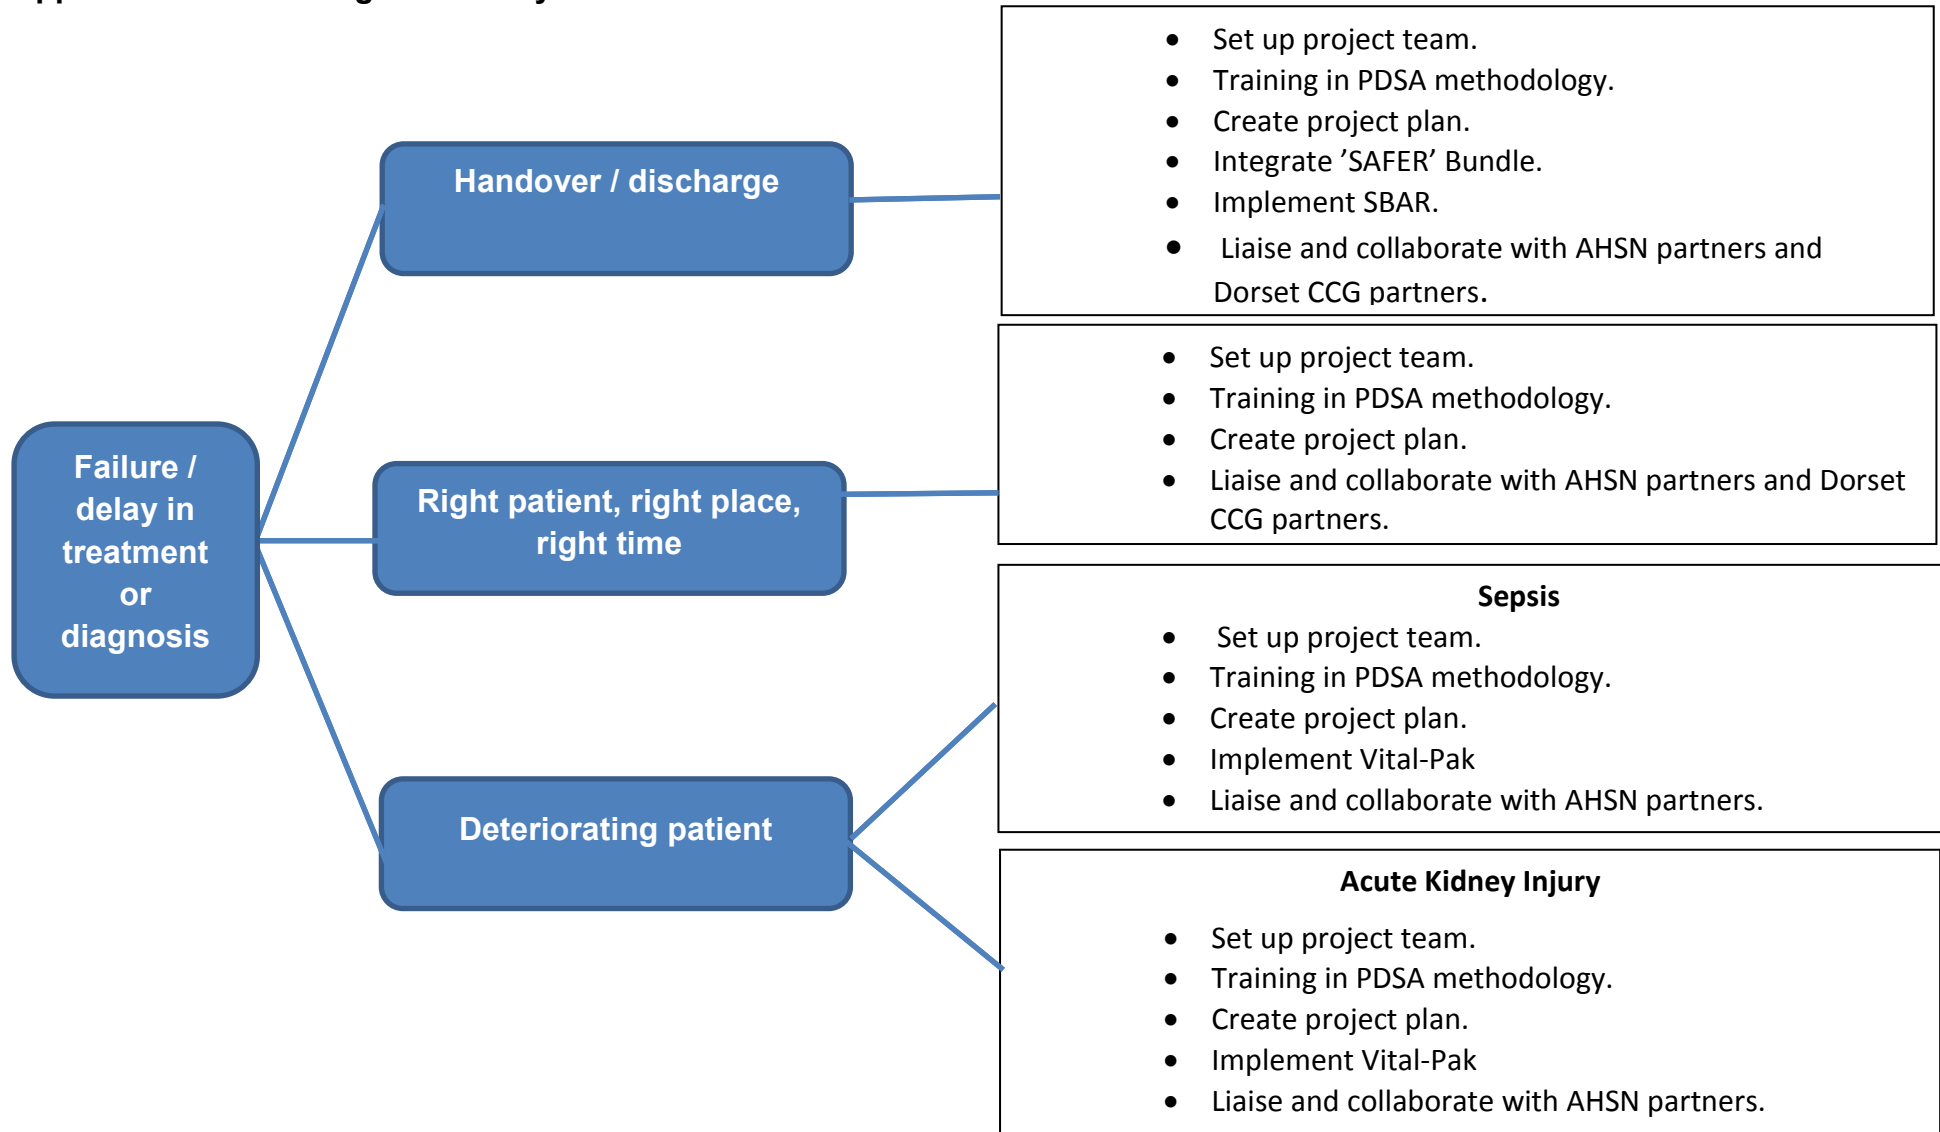 Failure /
delay in
treatment
or
diagnosis
Handover / discharge
Right patient, right place,
right time
Deteriorating patient
• Set up project team.
• Training in PDSA methodology.
• Create project plan.
• Integrate ’SAFER’ Bundle.
• Implement SBAR.
• Liaise and collaborate with AHSN partners and
Dorset CCG partners.
• Set up project team.
• Training in PDSA methodology.
• Create project plan.
• Liaise and collaborate with AHSN partners and Dorset
CCG partners.
Sepsis
• Set up project team.
• Training in PDSA methodology.
• Create project plan.
• Implement Vital-Pak
• Liaise and collaborate with AHSN partners.
Acute Kidney Injury
• Set up project team.
• Training in PDSA methodology.
• Create project plan.
• Implement Vital-Pak
• Liaise and collaborate with AHSN partners.